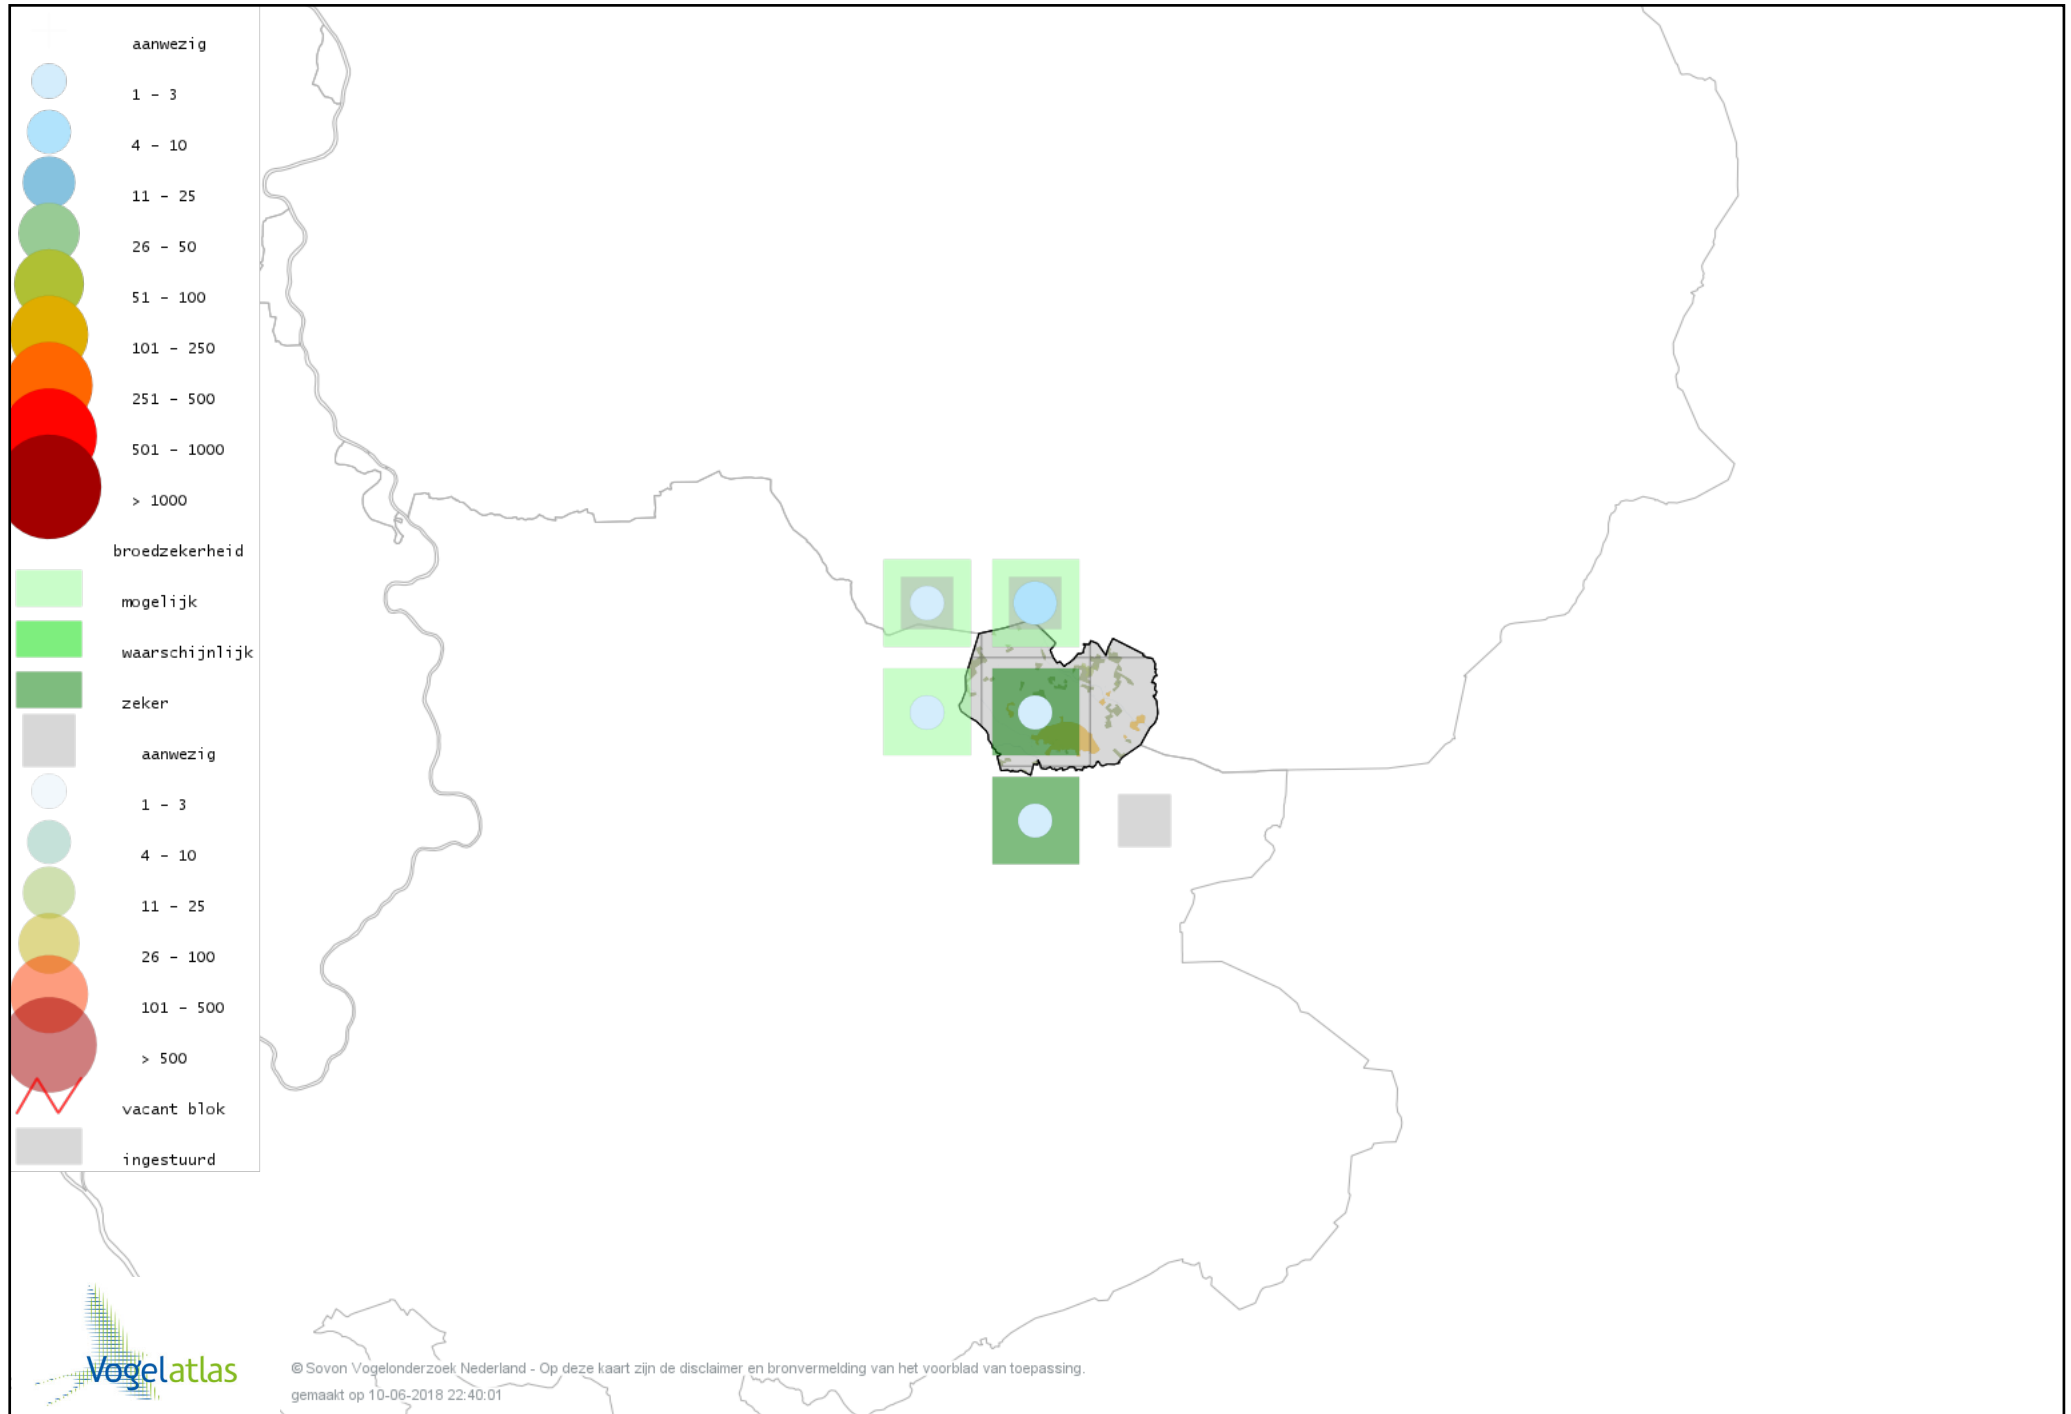 aanwezig
1 - 3
4 - 10
11 - 25
26 - 50
51 - 100
101 - 250
251 - 500
501 - 1000
> 1000
broedzekerheid
mogelijk
waarschijnlijk
zeker
aanwezig
1 - 3
4 - 10
11 - 25
26 - 100
101 - 500
> 500
vacant blok
ingestuurd
Vogelatlas
© Sovon Vogelonderzoek Nederland - Op deze kaart zijn de disclaimer en bronvermelding van het voorblad van toepassing.
gemaakt op 10-06-2018 22:40:01